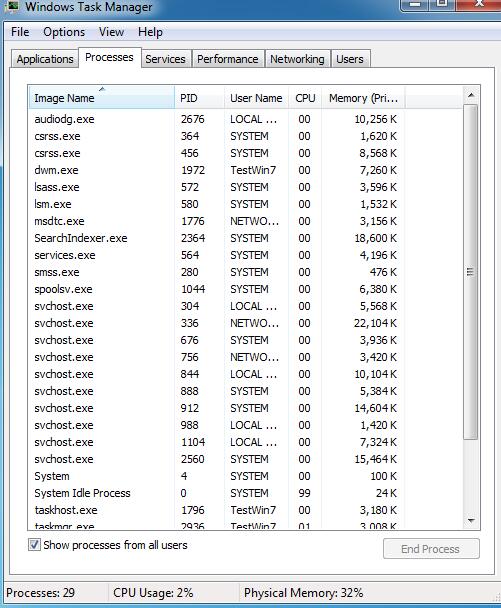 Windows Task Manager
File Options View Help
Applications Processes Services Performance Networking Users
Image Name PID User Name CPU Memory (Pri...
audiodg.exe 2676 LOCAL ... 00 10,256 K
csrss.exe 364 SYSTEM 00 1,620 K
csrss.exe 456 SYSTEM 00 8,568 K
dwm.exe 1972 TestWin7 00 7,260 K
lsass.exe 572 SYSTEM 00 3,596 K
lsm.exe 580 SYSTEM 00 1,532 K
msdtc.exe 1776 NETWO... 00 3,156 K
SearchIndexer.exe 2364 SYSTEM 00 18,600 K
services.exe 564 SYSTEM 00 4,196 K
smss.exe 280 SYSTEM 00 476 K
spoolsv.exe 1044 SYSTEM 00 6,380 K
svchost.exe 304 LOCAL ... 00 5,568 K
svchost.exe 336 NETWO... 00 22,104 K
svchost.exe 676 SYSTEM 00 3,936 K
svchost.exe 756 NETWO... 00 3,420 K
svchost.exe 844 LOCAL ... 00 10,104 K
svchost.exe 888 SYSTEM 00 5,384 K
svchost.exe 912 SYSTEM 00 14,604 K
svchost.exe 988 LOCAL ... 00 1,420 K
svchost.exe 1104 LOCAL ... 00 7,324 K
svchost.exe 2560 SYSTEM 00 15,464 K
System 4 SYSTEM 00 100 K
System Idle Process 0 SYSTEM 99 24 K
taskhost.exe 1796 TestWin7 00 3,180 K
taskmgr.exe 2936 TestWin7 01 3,008 K
Show processes from all users
End Process
Processes: 29 CPU Usage: 2% Physical Memory: 32%